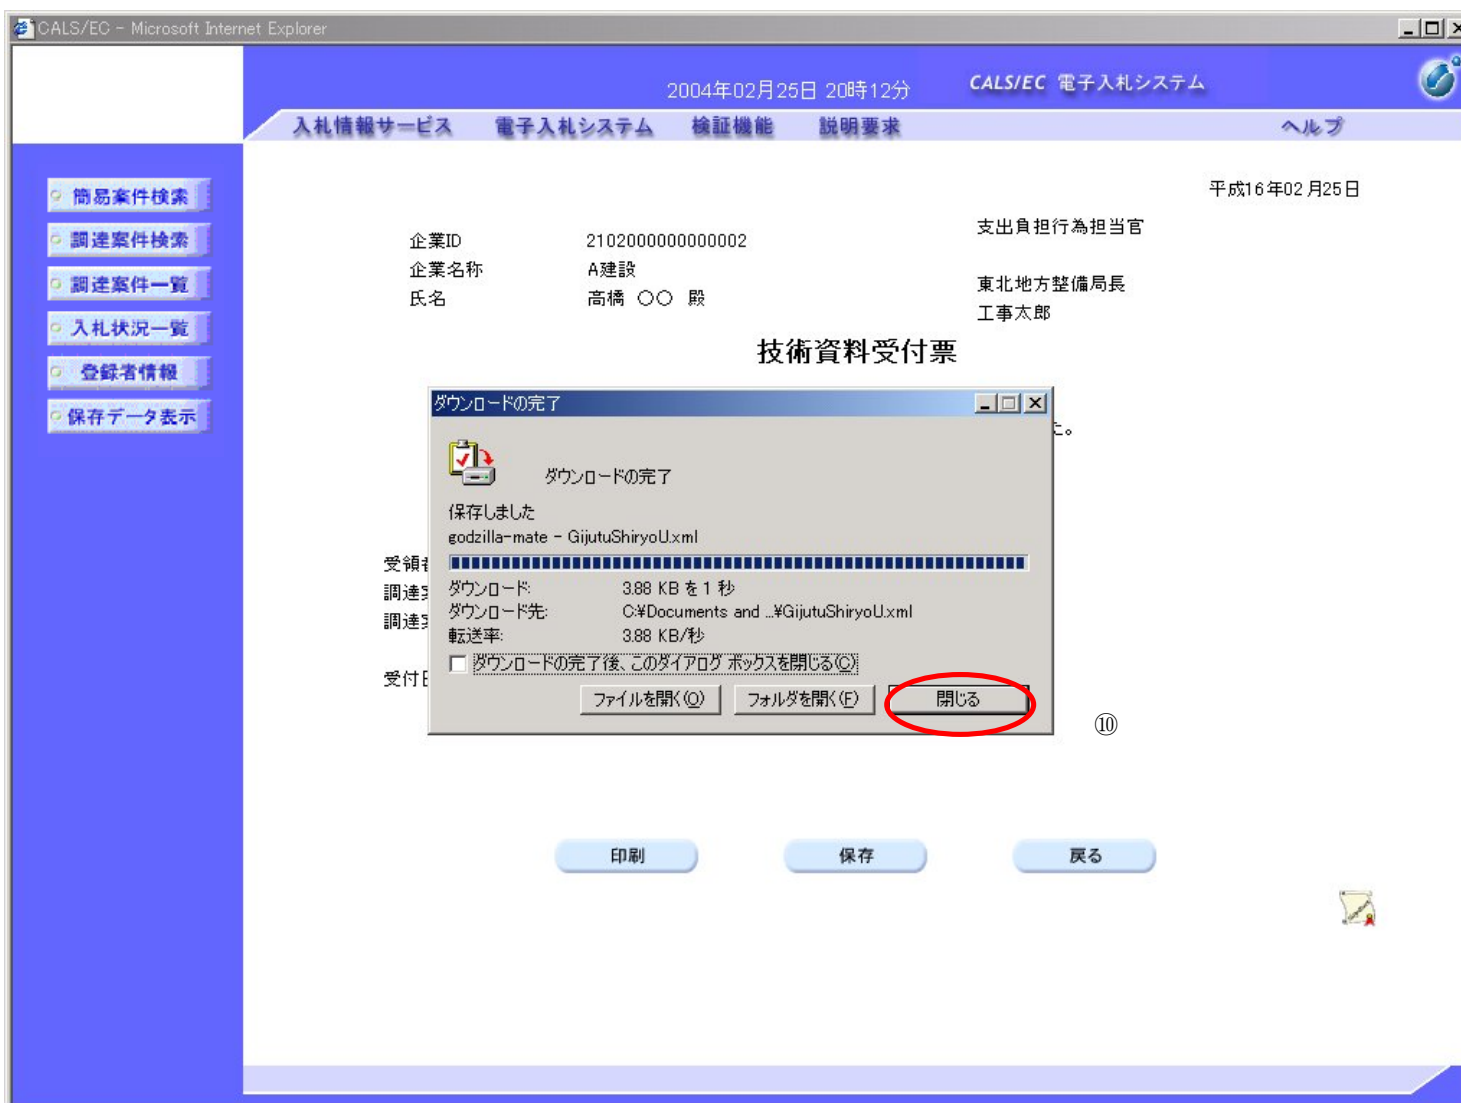 CALS/EC - Microsoft Internet Explorer
2004年02月25日 20時12分
CALS/EC 電子入札システム
入札情報サービス 電子入札システム 検証機能 説明要求 ヘルプ
簡易案件検索
調達案件検索
調達案件一覧
入札状況一覧
登録者情報
保存データ表示
平成16年02月25日
支出負担行為担当官
企業ID 2102000000000002
企業名称 A建設
東北地方整備局長
氏名 高橋 〇〇 殿
工事太郎
技術資料受付票
た。
ダウンロードの完了
ダウンロードの完了
保存しました
godzilla-mate - GijutuShiryoU.xml
受領
調達
調達
受付
ダウンロード: 3.88 KB を 1 秒
ダウンロード先: C:¥Documents and ...¥GijutuShiryoU.xml
転送率: 3.88 KB/秒
ダウンロードの完了後、このダイアログ ボックスを閉じる(C)
ファイルを開く(O) フォルダを開く(F) 閉じる
⑩
印刷 保存 戻る